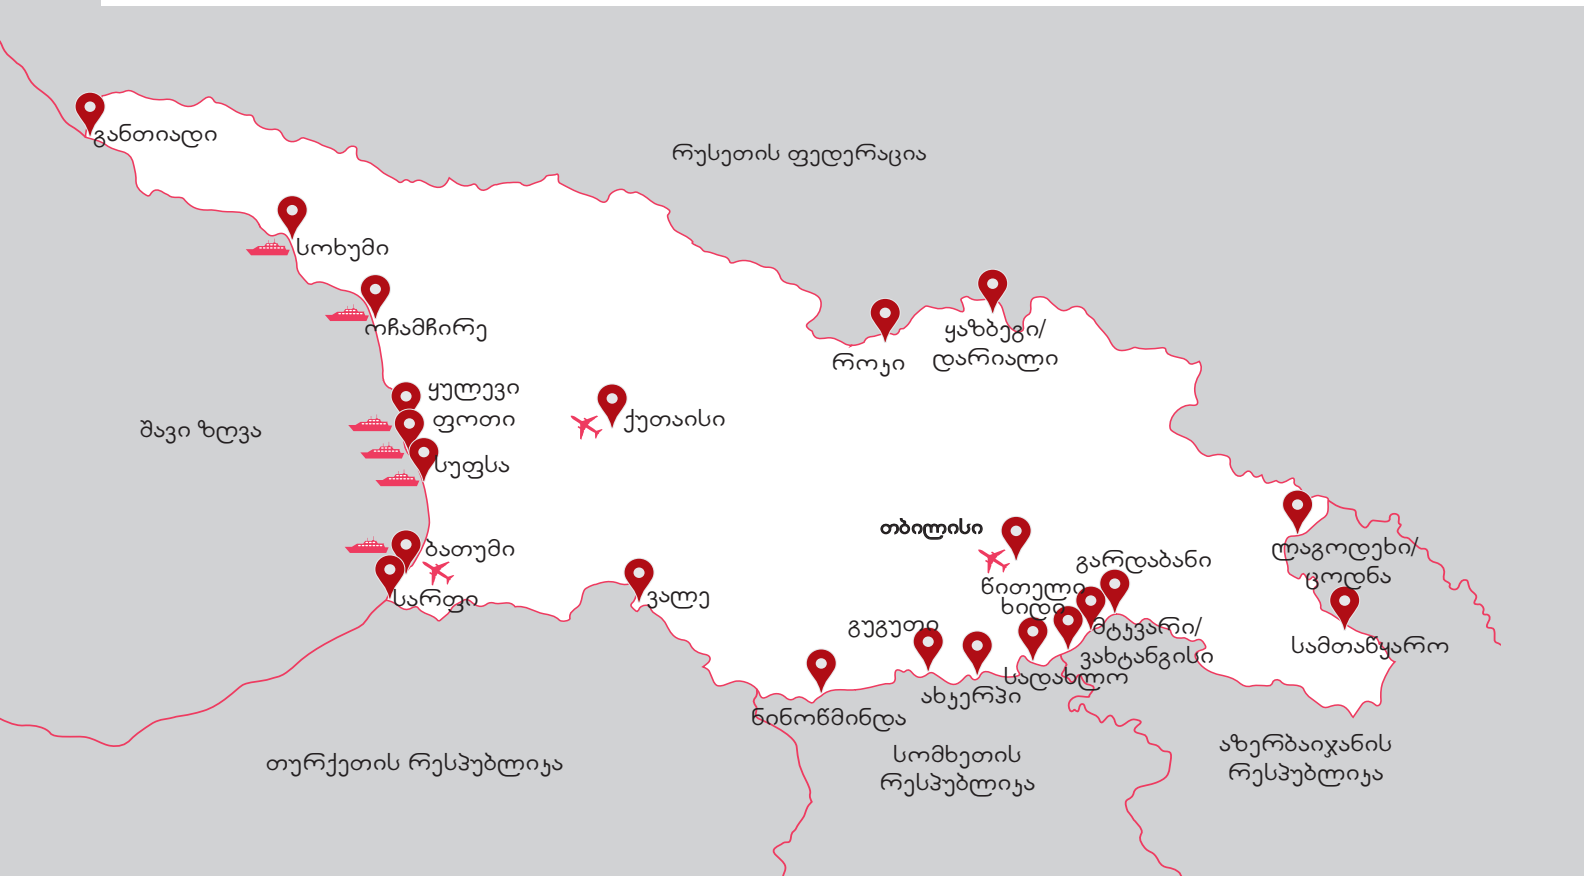 განთიადი
რუსეთის ფედერაცია
სოხუმი
ოჩამჩირე
ყაზბეგი/
დარიალი
როკი
ყულევი
ფოთი
ქუთაისი
შავი ზღვა
სუფსა
თბილისი
ბათუმი
ლაგოდეხი/
ცოდნა
გარდაბანი
წითელი
ხიდი
სარფი
ვალე
გუგუთი
მტკვარი/
ვახტანგისი
სამთაწყარო
სადახლო
ახკერპი
ნინოწმინდა
აზერბაიჯანის
რესპუბლიკა
სომხეთის
რესპუბლიკა
თურქეთის რესპუბლიკა